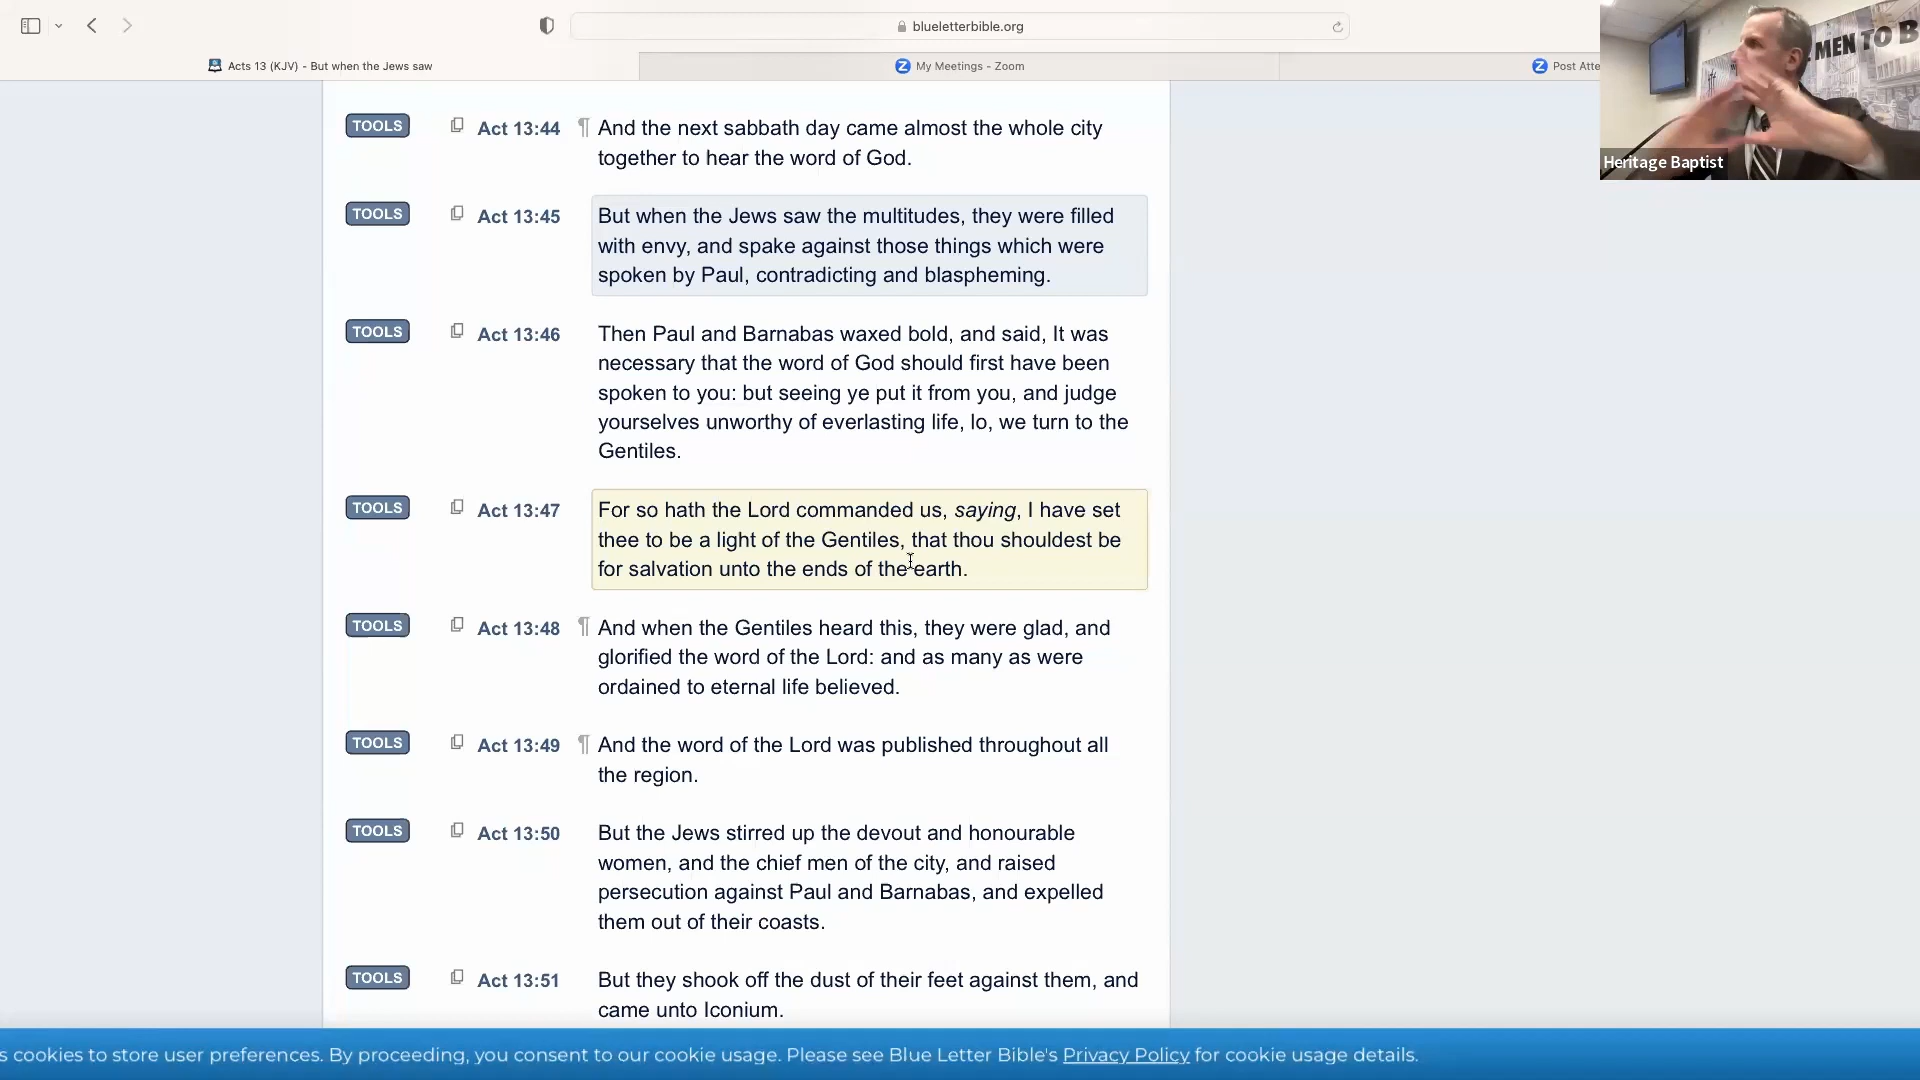 blueletterbible.org
Acts 13 (KJV) - But when the Jews saw
My Meetings - Zoom
Post Atte
MEN TO B
Heritage Baptist
TOOLS Act 13:44 ¶ And the next sabbath day came almost the whole city
together to hear the word of God.
TOOLS Act 13:45 But when the Jews saw the multitudes, they were filled
with envy, and spake against those things which were
spoken by Paul, contradicting and blaspheming.
TOOLS Act 13:46 Then Paul and Barnabas waxed bold, and said, It was
necessary that the word of God should first have been
spoken to you: but seeing ye put it from you, and judge
yourselves unworthy of everlasting life, lo, we turn to the
Gentiles.
TOOLS Act 13:47 For so hath the Lord commanded us, saying, I have set
thee to be a light of the Gentiles, that thou shouldest be
for salvation unto the ends of the earth.
TOOLS Act 13:48 ¶ And when the Gentiles heard this, they were glad, and
glorified the word of the Lord: and as many as were
ordained to eternal life believed.
TOOLS Act 13:49 ¶ And the word of the Lord was published throughout all
the region.
TOOLS Act 13:50 But the Jews stirred up the devout and honourable
women, and the chief men of the city, and raised
persecution against Paul and Barnabas, and expelled
them out of their coasts.
TOOLS Act 13:51 But they shook off the dust of their feet against them, and
came unto Iconium.
s cookies to store user preferences. By proceeding, you consent to our cookie usage. Please see Blue Letter Bible's Privacy Policy for cookie usage details.